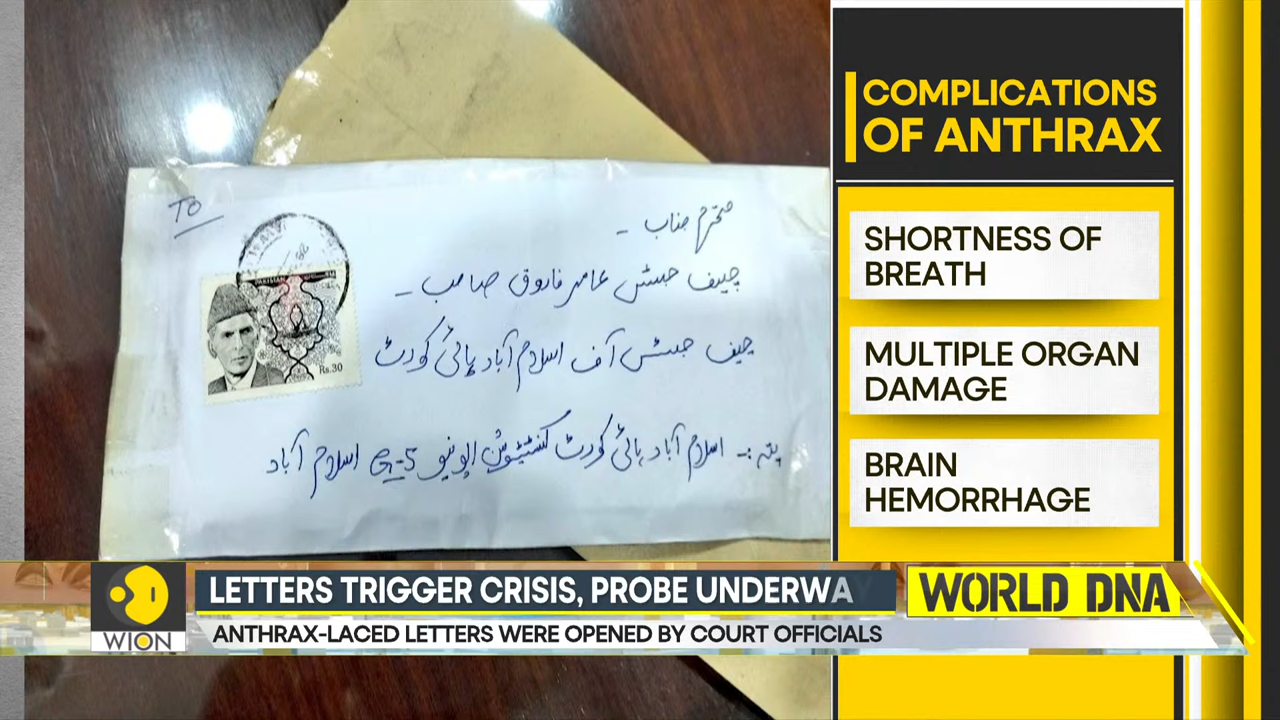 TO
محترم جناب -
چیف جسٹس عامر فاروق صاحب -
چیف جسٹس آف اسلام آباد ہائی کورٹ
پتہ :- اسلام آباد ہائی کورٹ کنسٹیٹیوشن ایونیو G-5 اسلام آباد
PAKISTAN
Rs.30
COMPLICATIONS
OF ANTHRAX
SHORTNESS OF
BREATH
MULTIPLE ORGAN
DAMAGE
BRAIN
HEMORRHAGE
LETTERS TRIGGER CRISIS, PROBE UNDERWA
WORLD DNA
WION
ANTHRAX-LACED LETTERS WERE OPENED BY COURT OFFICIALS